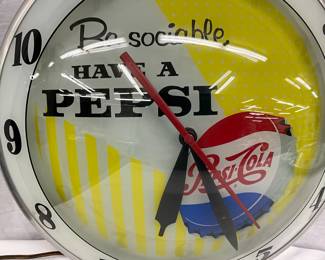 Be sociable,
HAVE A
PEPSI
10
9
8
PEPSI-COLA